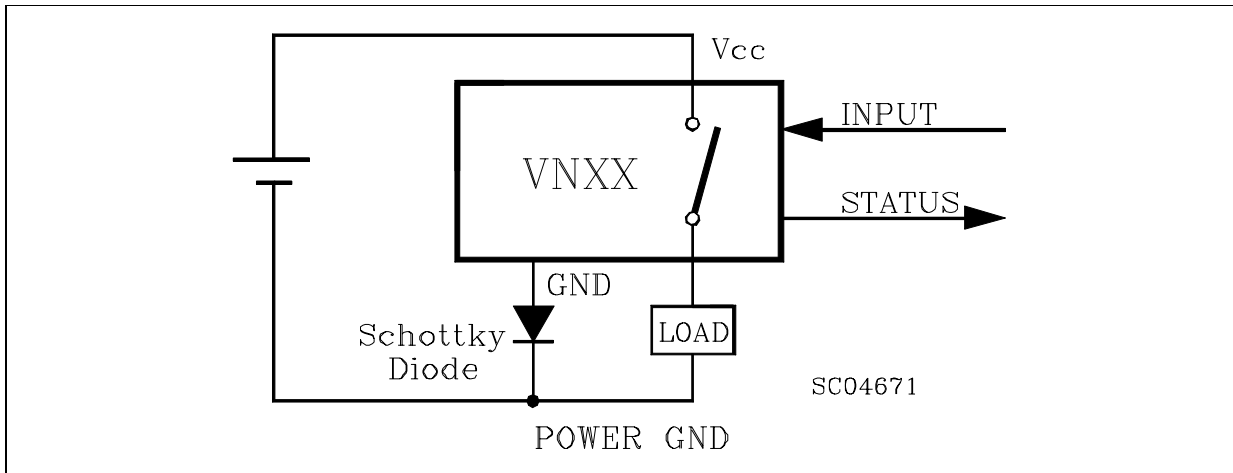 Vcc
INPUT
VNXX
STATUS
GND
Schottky
Diode
LOAD
SC04671
POWER GND